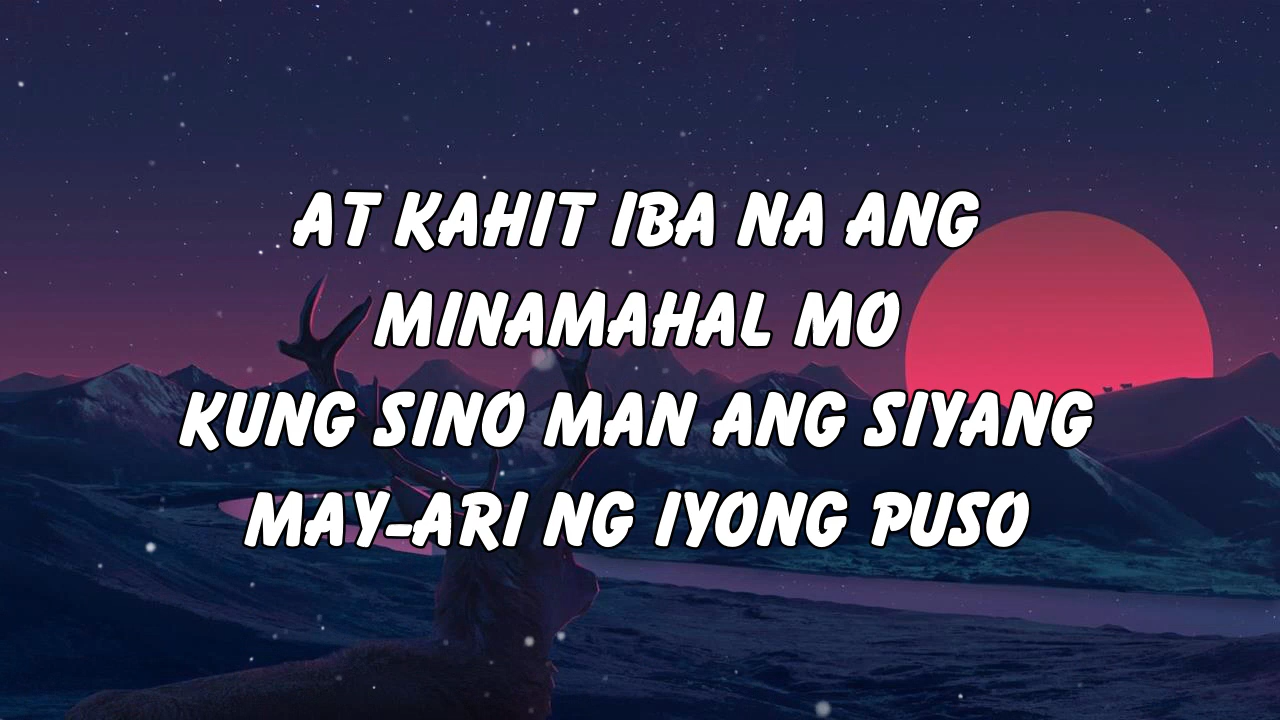 AT KAHIT IBA NA ANG
MINAMAHAL MO
KUNG SINO MAN ANG SIYANG
MAY-ARI NG IYONG PUSO